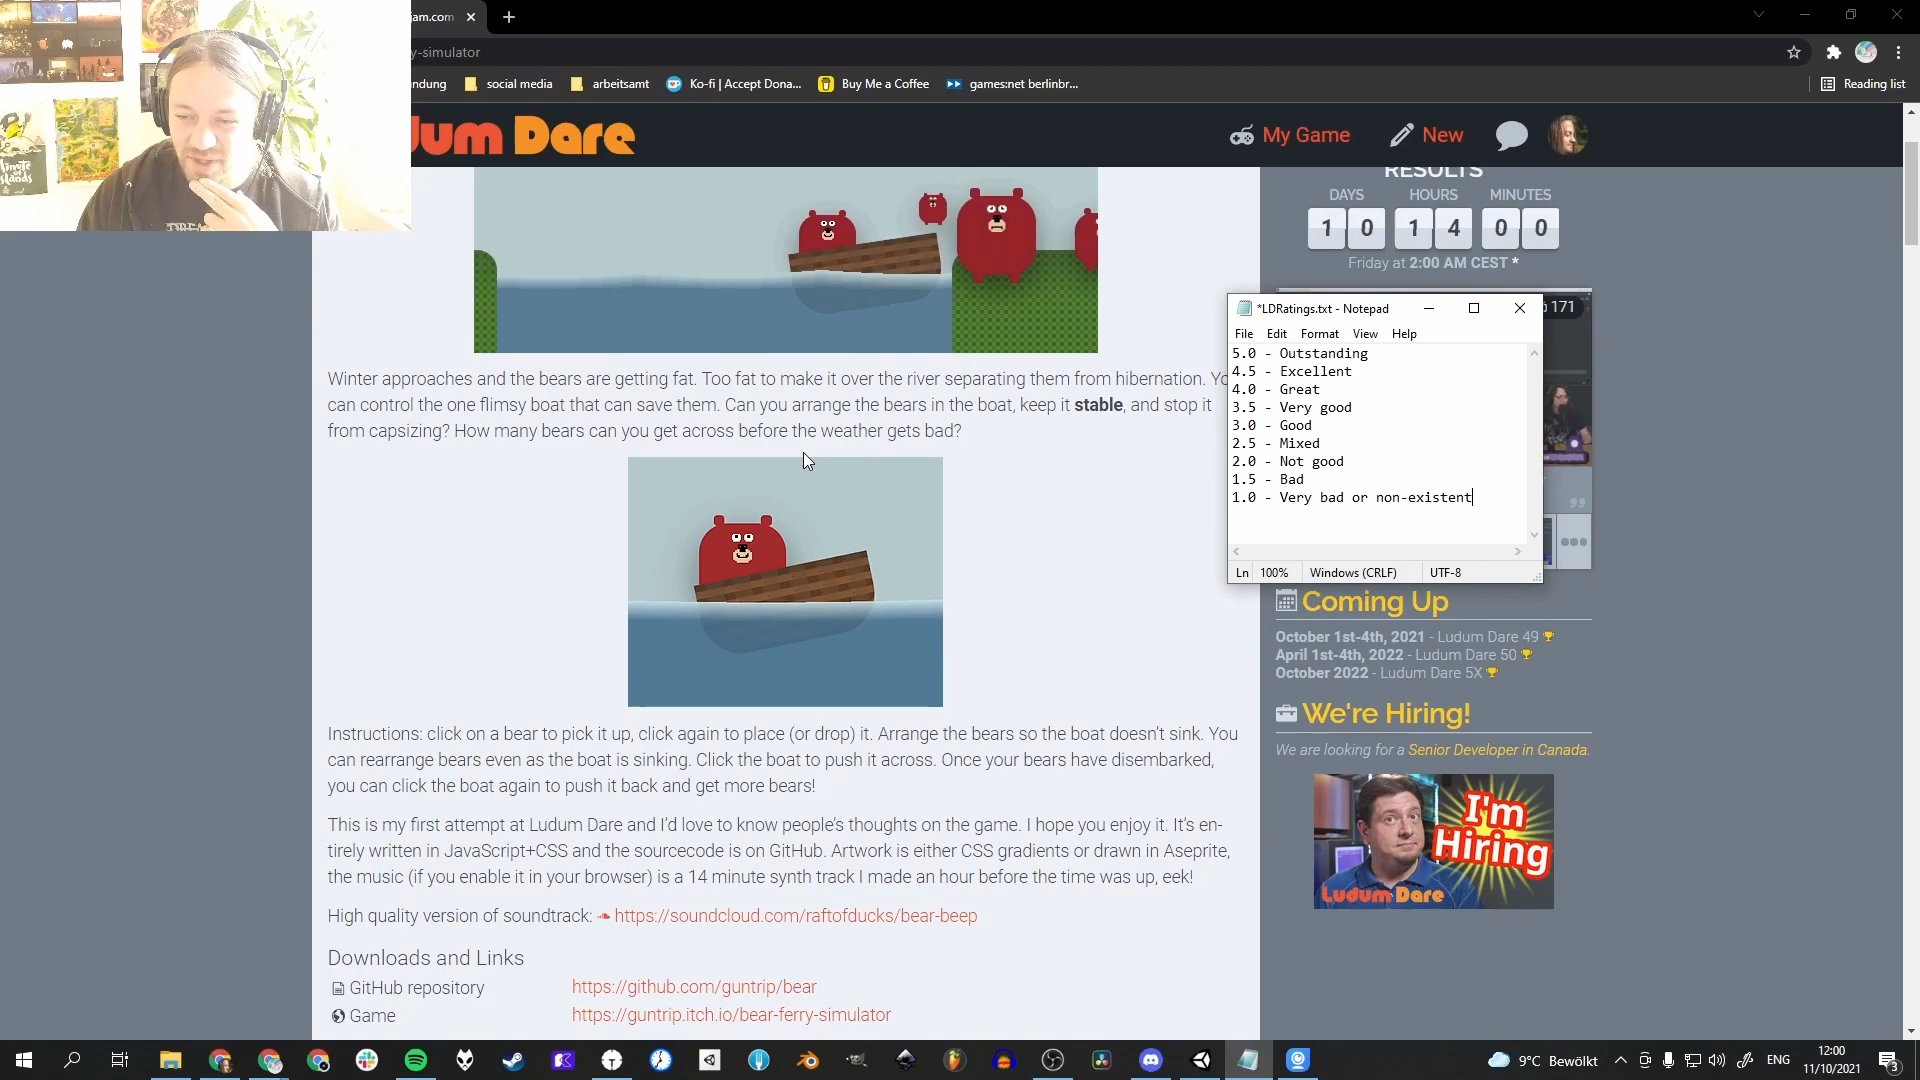 jam.com
y-simulator
social media
arbeitsamt
Ko-fi | Accept Dona...
Buy Me a Coffee
games:net berlinbr...
Reading list
Dare
My Game
New
RESULTS
DAYS HOURS MINUTES
1 0 1 4 0 0
Friday at 2:00 AM CEST *
171
*LDRatings.txt - Notepad
File Edit Format View Help
5.0 - Outstanding
4.5 - Excellent
4.0 - Great
3.5 - Very good
3.0 - Good
2.5 - Mixed
2.0 - Not good
1.5 - Bad
1.0 - Very bad or non-existent
Ln 100% Windows (CRLF) UTF-8
Winter approaches and the bears are getting fat. Too fat to make it over the river separating them from hibernation. Yo
can control the one flimsy boat that can save them. Can you arrange the bears in the boat, keep it stable, and stop it
from capsizing? How many bears can you get across before the weather gets bad?
Instructions: click on a bear to pick it up, click again to place (or drop) it. Arrange the bears so the boat doesn't sink. You
can rearrange bears even as the boat is sinking. Click the boat to push it across. Once your bears have disembarked,
you can click the boat again to push it back and get more bears!
This is my first attempt at Ludum Dare and I'd love to know people's thoughts on the game. I hope you enjoy it. It's en-
tirely written in JavaScript+CSS and the sourcecode is on GitHub. Artwork is either CSS gradients or drawn in Aseprite,
the music (if you enable it in your browser) is a 14 minute synth track I made an hour before the time was up, eek!
High quality version of soundtrack: https://soundcloud.com/raftofducks/bear-beep
Downloads and Links
GitHub repository https://github.com/guntrip/bear
Game https://guntrip.itch.io/bear-ferry-simulator
Coming Up
October 1st-4th, 2021 - Ludum Dare 49
April 1st-4th, 2022 - Ludum Dare 50
October 2022 - Ludum Dare 5X
We're Hiring!
We are looking for a Senior Developer in Canada.
I'm
Hiring
LUDUM DARE
9°C Bewölkt
ENG
12:00
11/10/2021
3